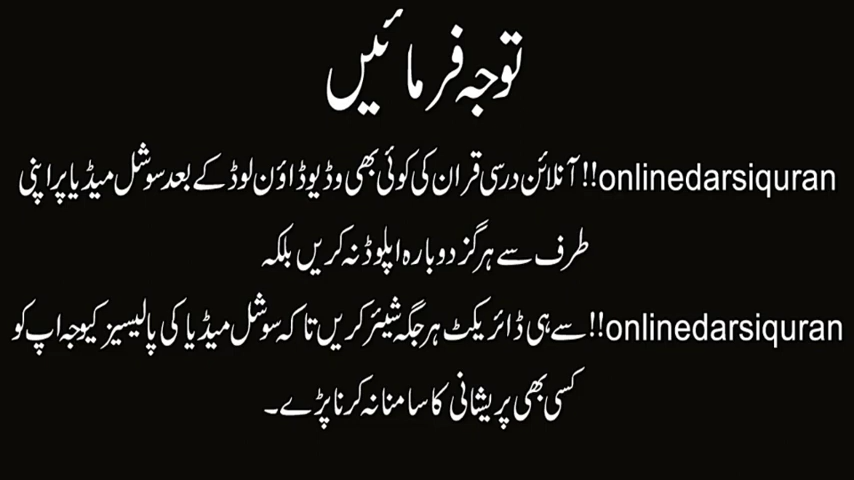 توجہ فرمائیں
onlinedarsiquran!! آنلائن درسی قران کی کوئی بھی وڈیو ڈاؤن لوڈ کے بعد سوشل میڈیا پر اپنی
طرف سے ہرگز دوبارہ اپلوڈ نہ کریں بلکہ
onlinedarsiquran!! سے ہی ڈائریکٹ ہر جگہ شیئر کریں تاکہ سوشل میڈیا کی پالیسیز کیوجہ اپ کو
کسی بھی پریشانی کا سامنا نہ کرنا پڑے۔